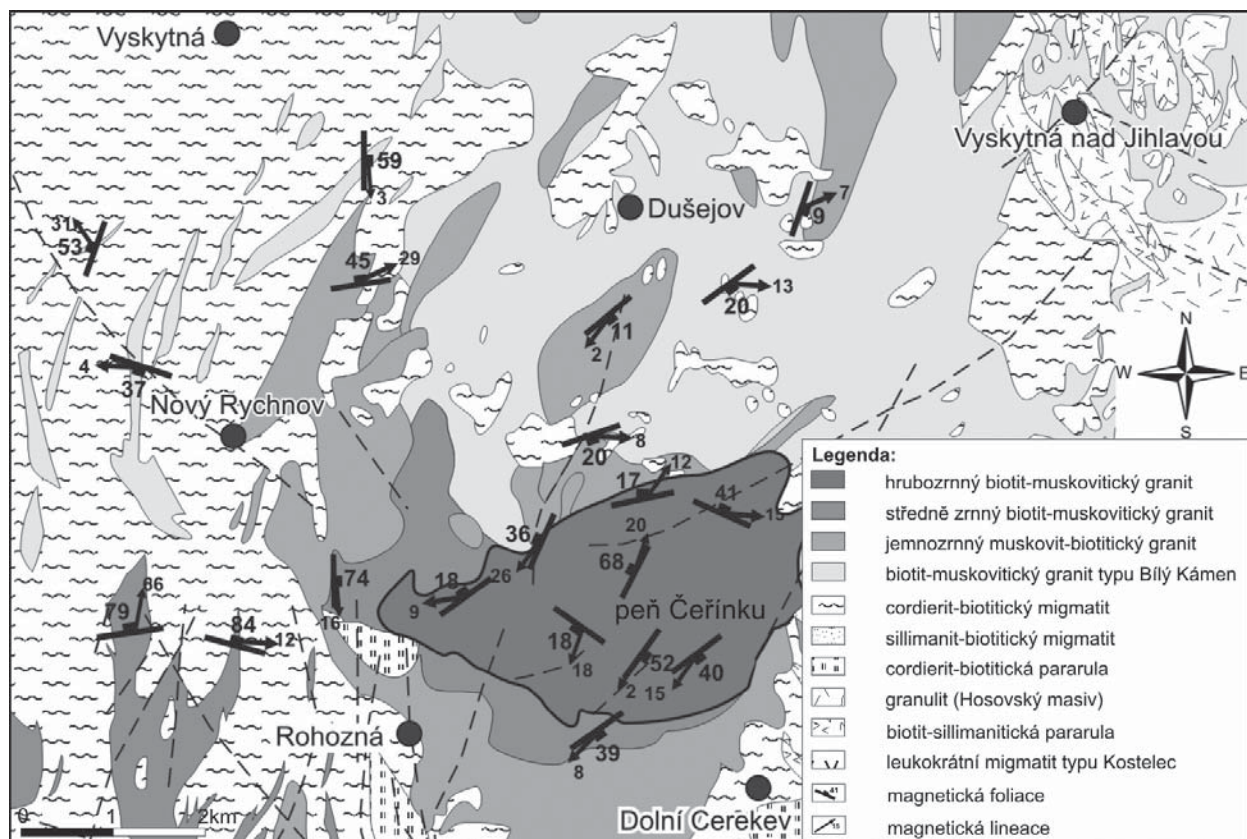 Vyskytná
Vyskytná nad Jihlavou
59
3
Dušejov
7
9
31
53
45
29
13
20
11
2
4
37
Nový Rychnov
8
20
N
W
E
S
12
17
41
15
20
36
68
26
18
9
74
16
peň Čeřínku
86
79
84
12
18
18
52
2
15
40
Rohozná
39
8
Dolní Cerekev
0
1
2km
Legenda:
hrubozrnný biotit-muskovitický granit
středně zrnný biotit-muskovitický granit
jemnozrnný muskovit-biotitický granit
biotit-muskovitický granit typu Bílý Kámen
cordierit-biotitický migmatit
sillimanit-biotitický migmatit
cordierit-biotitická pararula
granulit (Hosovský masiv)
biotit-sillimanitická pararula
leukokrátní migmatit typu Kostelec
41
magnetická foliace
15
magnetická lineace